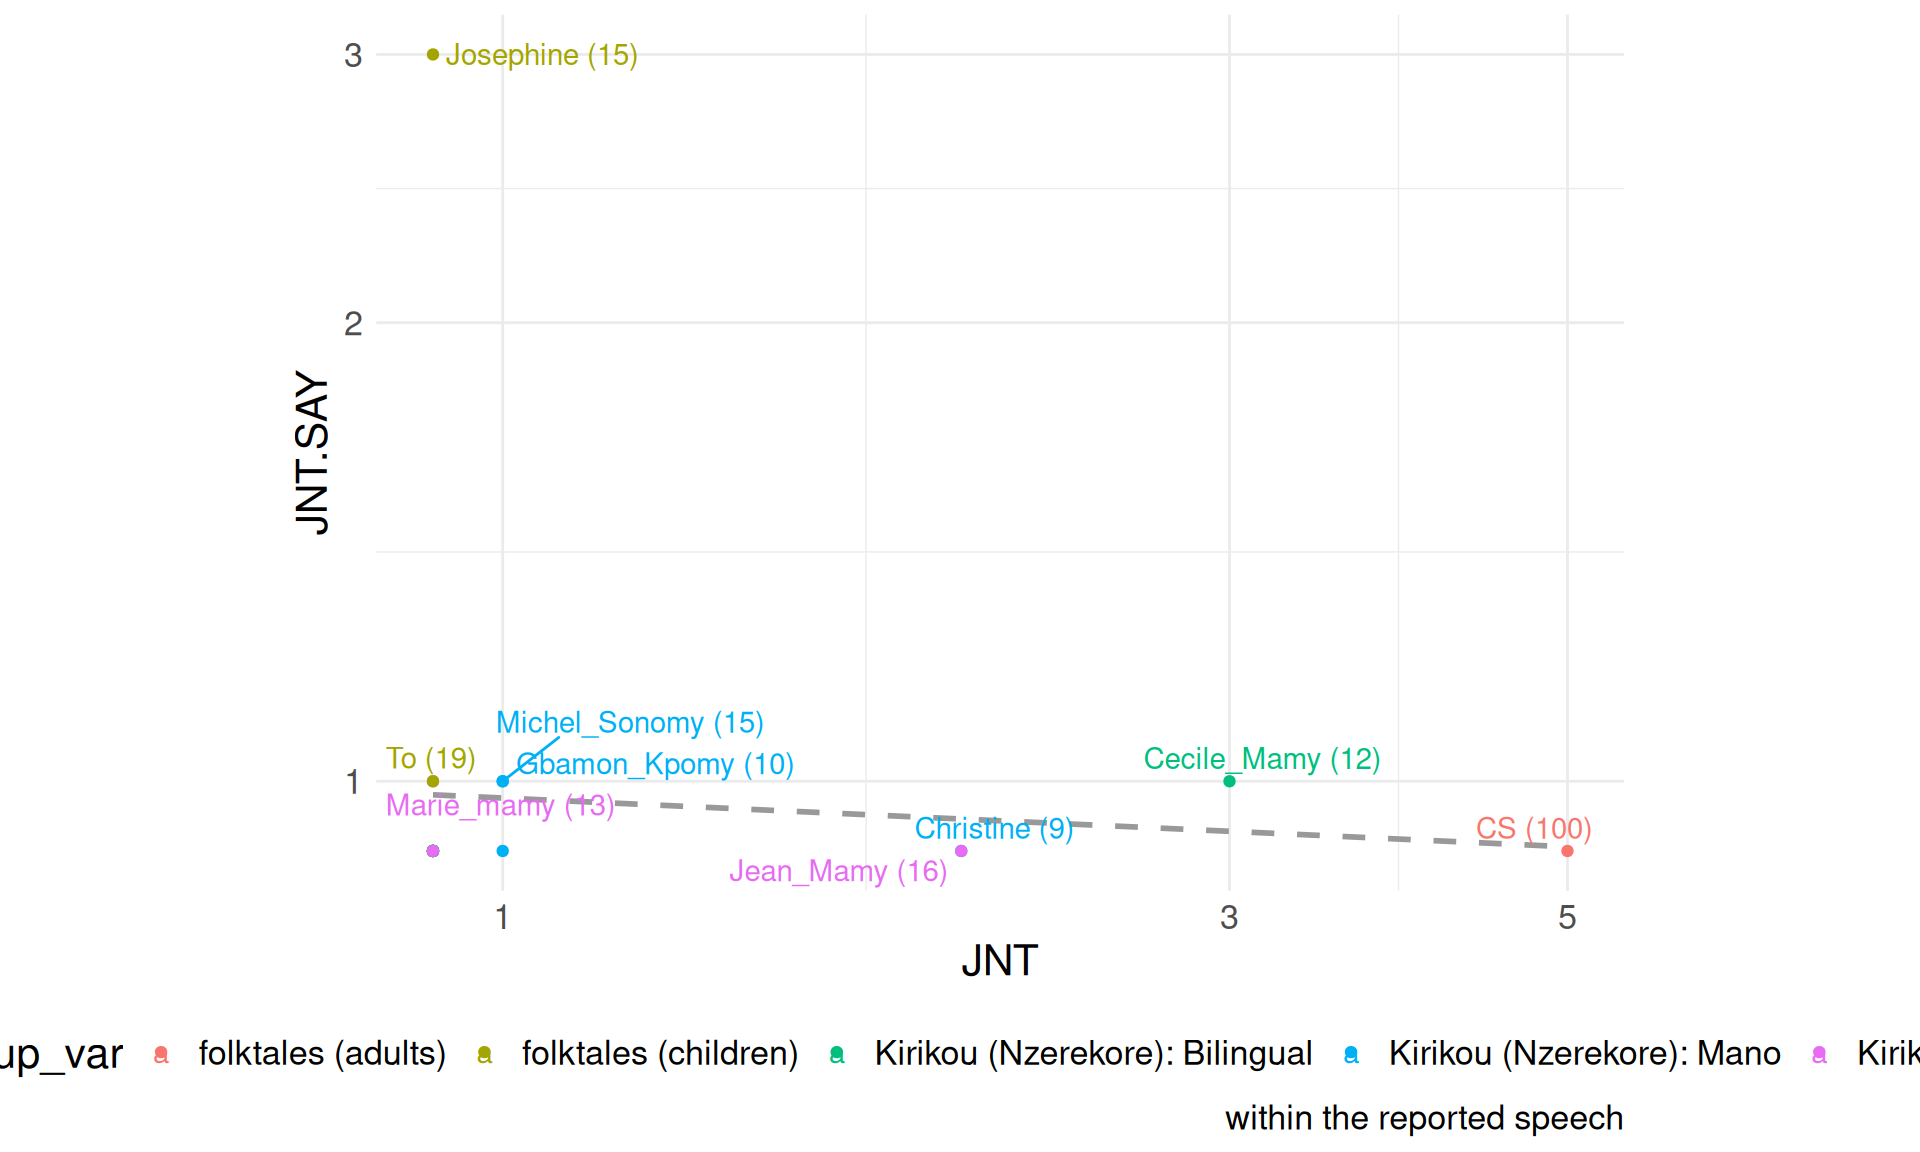 3
Josephine (15)
2
JNT.SAY
Michel_Sonomy (15)
To (19)
Gbamon_Kpomy (10)
Cecile_Mamy (12)
1
Marie_mamy (13)
Christine (9)
CS (100)
Jean_Mamy (16)
1 3 5
JNT
up_var a folktales (adults) a folktales (children) a Kirikou (Nzerekore): Bilingual a Kirikou (Nzerekore): Mano a Kirik
within the reported speech